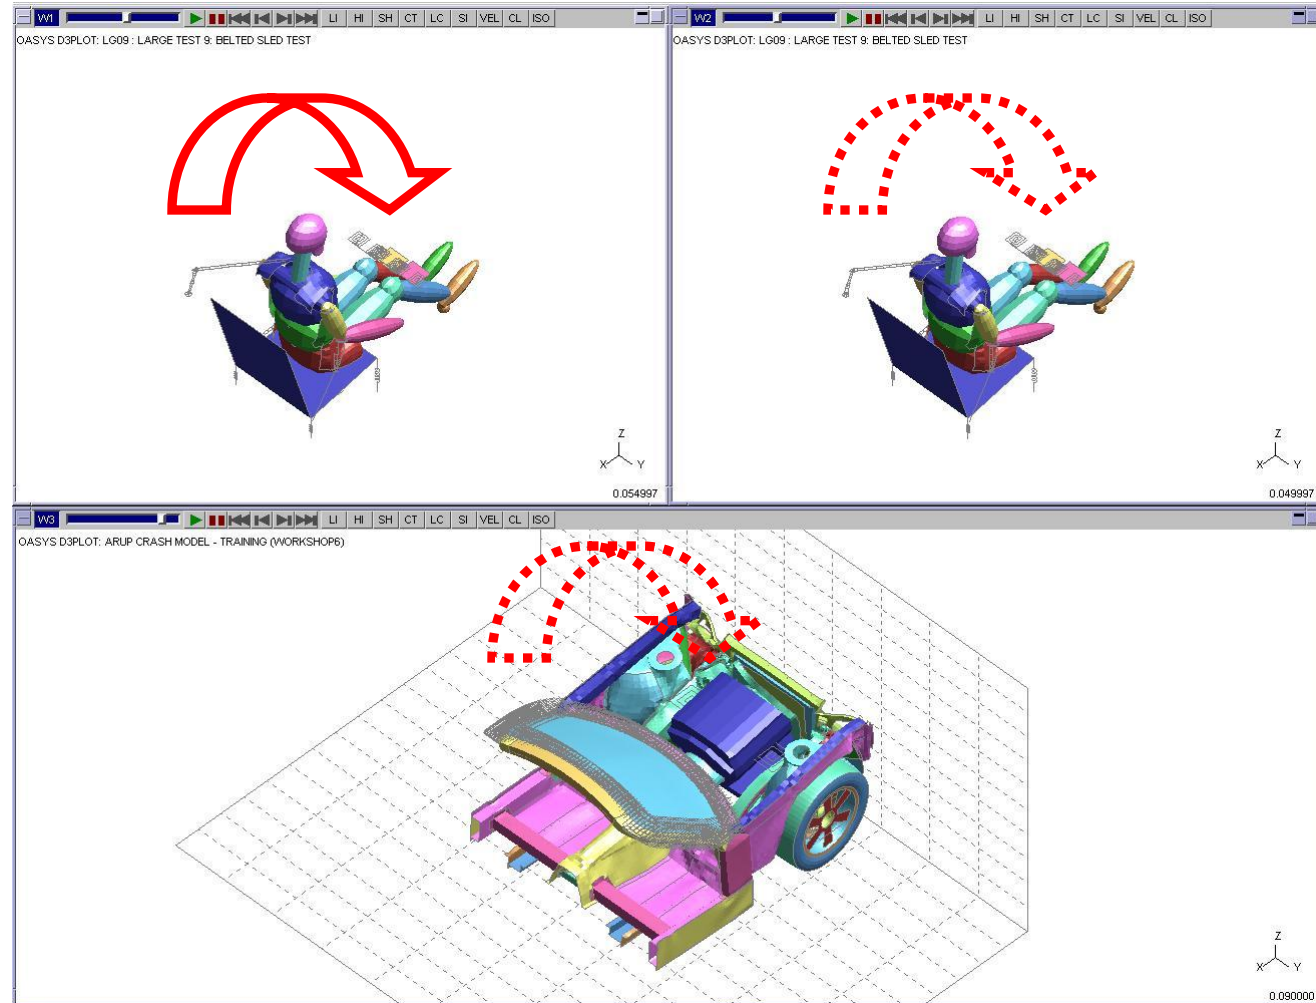 W1 LI HI SH CT LC SI VEL CL ISO
OASYS D3PLOT: LG09 : LARGE TEST 9: BELTED SLED TEST
Z
X Y
0.054997
W2 LI HI SH CT LC SI VEL CL ISO
OASYS D3PLOT: LG09 : LARGE TEST 9: BELTED SLED TEST
Z
X Y
0.049997
W3 LI HI SH CT LC SI VEL CL ISO
OASYS D3PLOT: ARUP CRASH MODEL - TRAINING (WORKSHOP6)
Z
X Y
0.090000